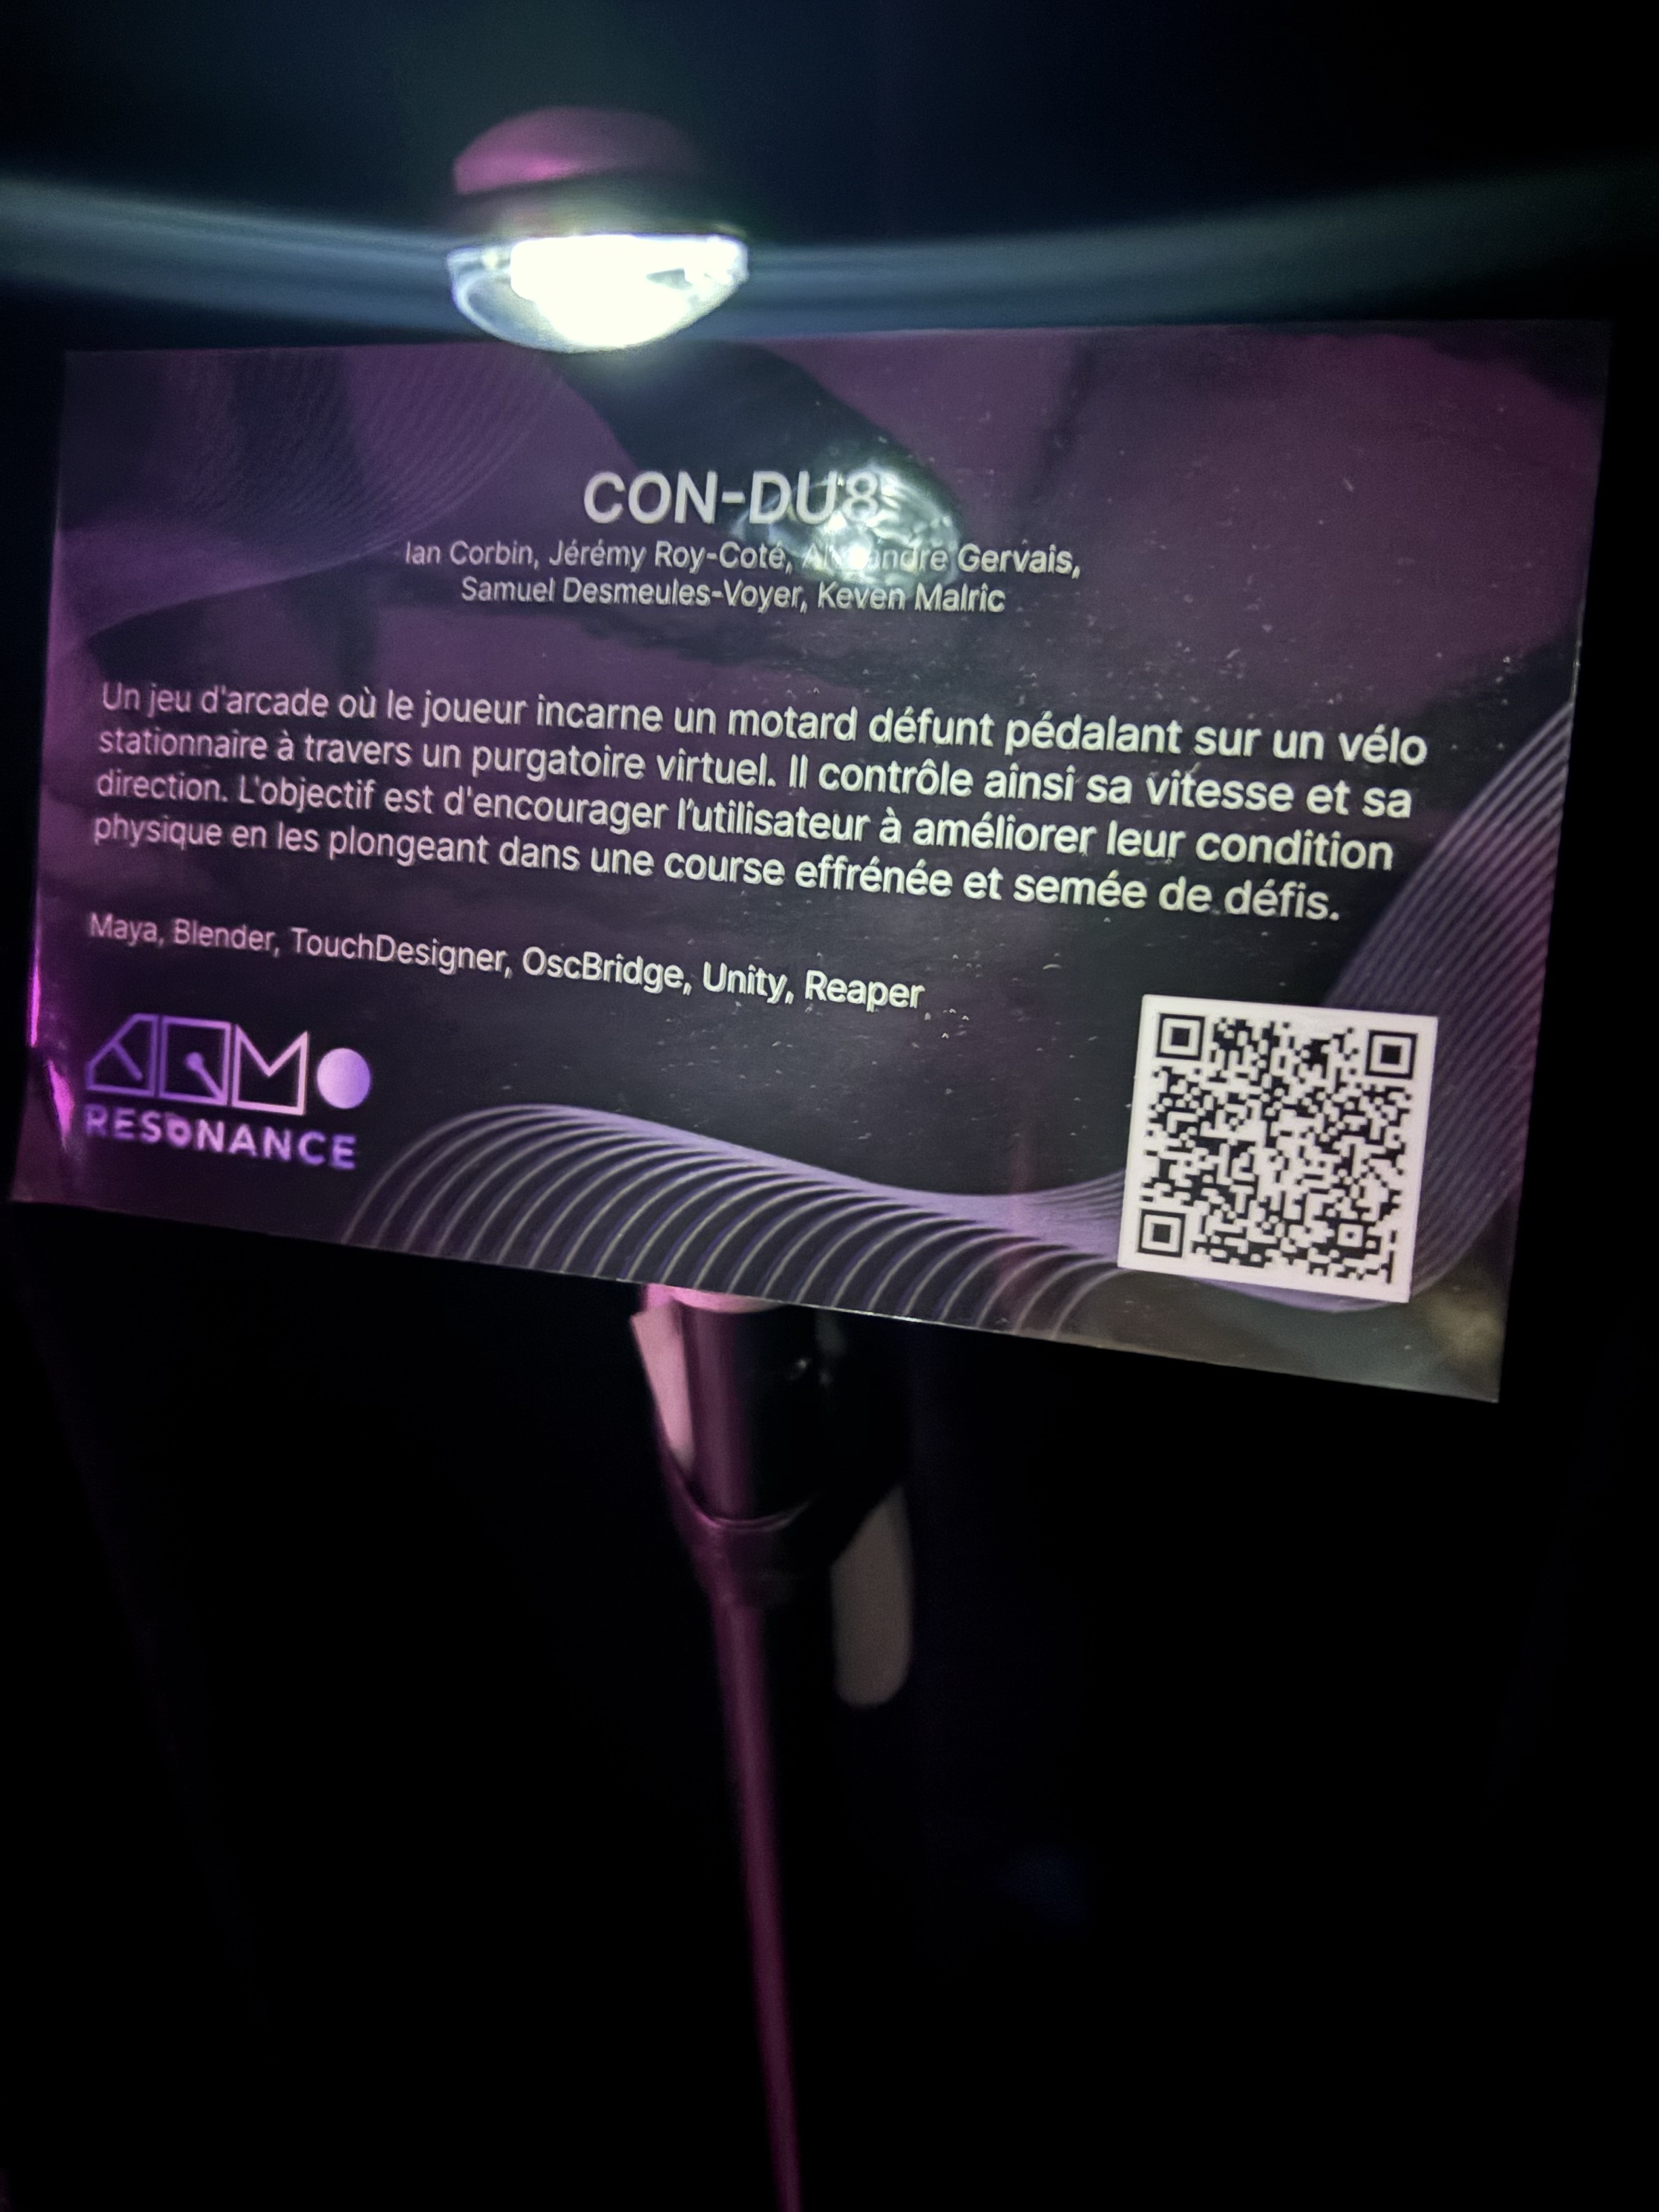 CON-DU8
Ian Corbin, Jérémy Roy-Coté, Gervais,
Samuel Desmeules-Voyer, Keven Malric
Un jeu d'arcade où le joueur incarne un motard défunt pédalant sur un vélo
stationnaire à travers un purgatoire virtuel. Il contrôle ainsi sa vitesse et sa
direction. L'objectif est d'encourager l'utilisateur à améliorer leur condition
physique en les plongeant dans une course effrénée et semée de défis.
Maya, Blender, TouchDesigner, OscBridge, Unity, Reaper
RESONANCE